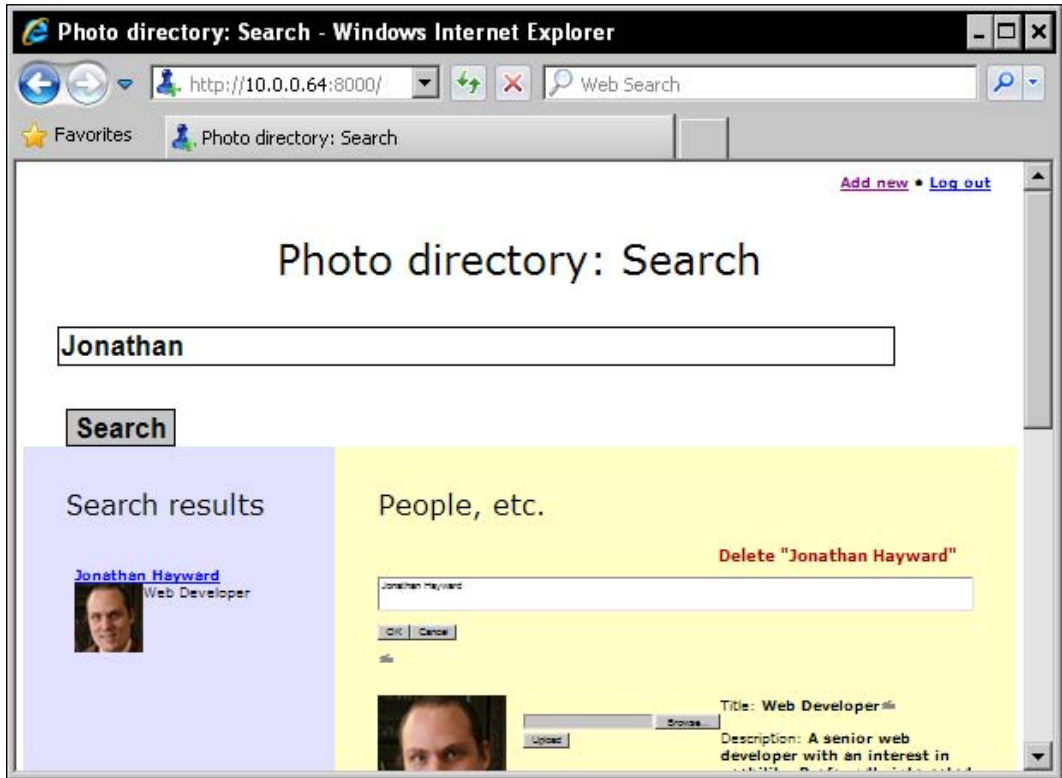 Photo directory: Search - Windows Internet Explorer
http://10.0.0.64:8000/
Web Search
Favorites
Photo directory: Search
Add new • Log out
Photo directory: Search
Jonathan
Search
Search results
People, etc.
Delete "Jonathan Hayward"
Jonathan Hayward
Web Developer
Jonathan Hayward
OK Cancel
Title: Web Developer
Browse...
Upload
Description: A senior web
developer with an interest in